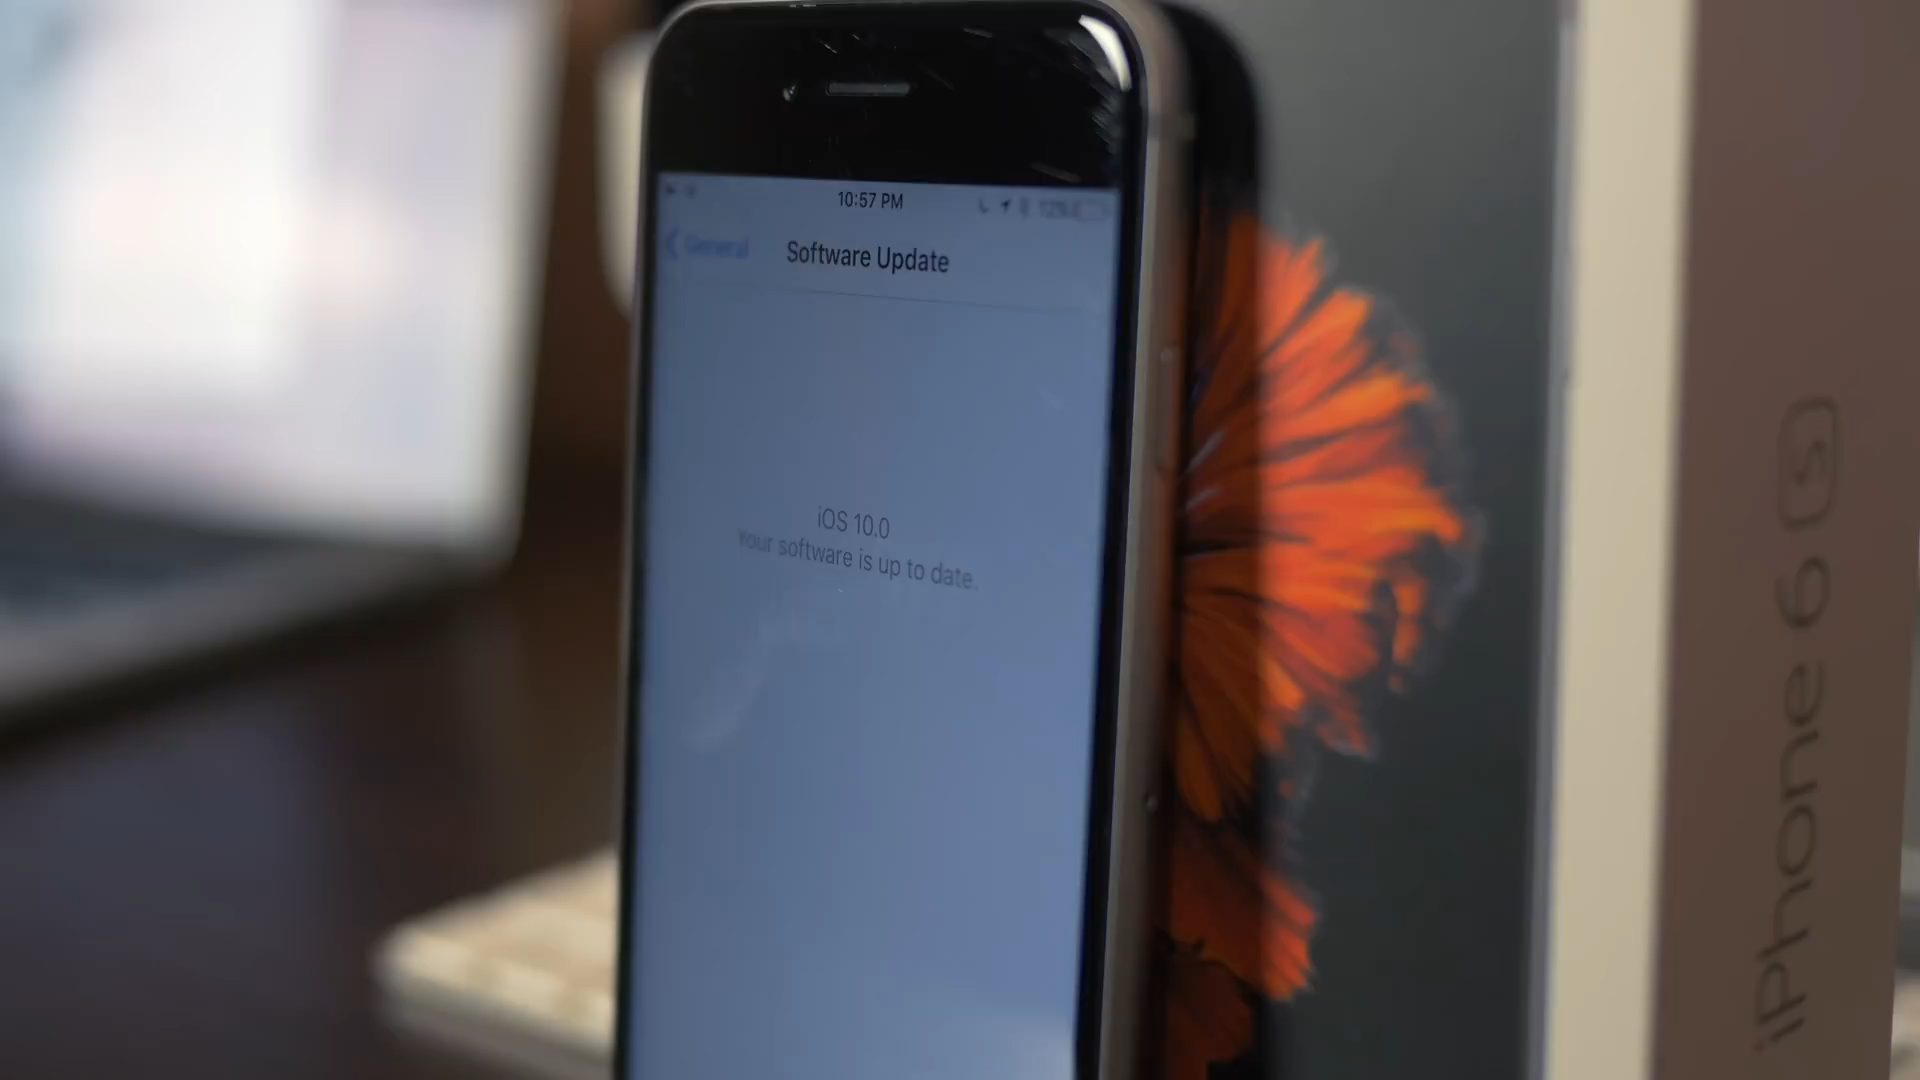 10:57 PM
General
Software Update
iOS 10.0
Your software is up to date.
iPhone 6S